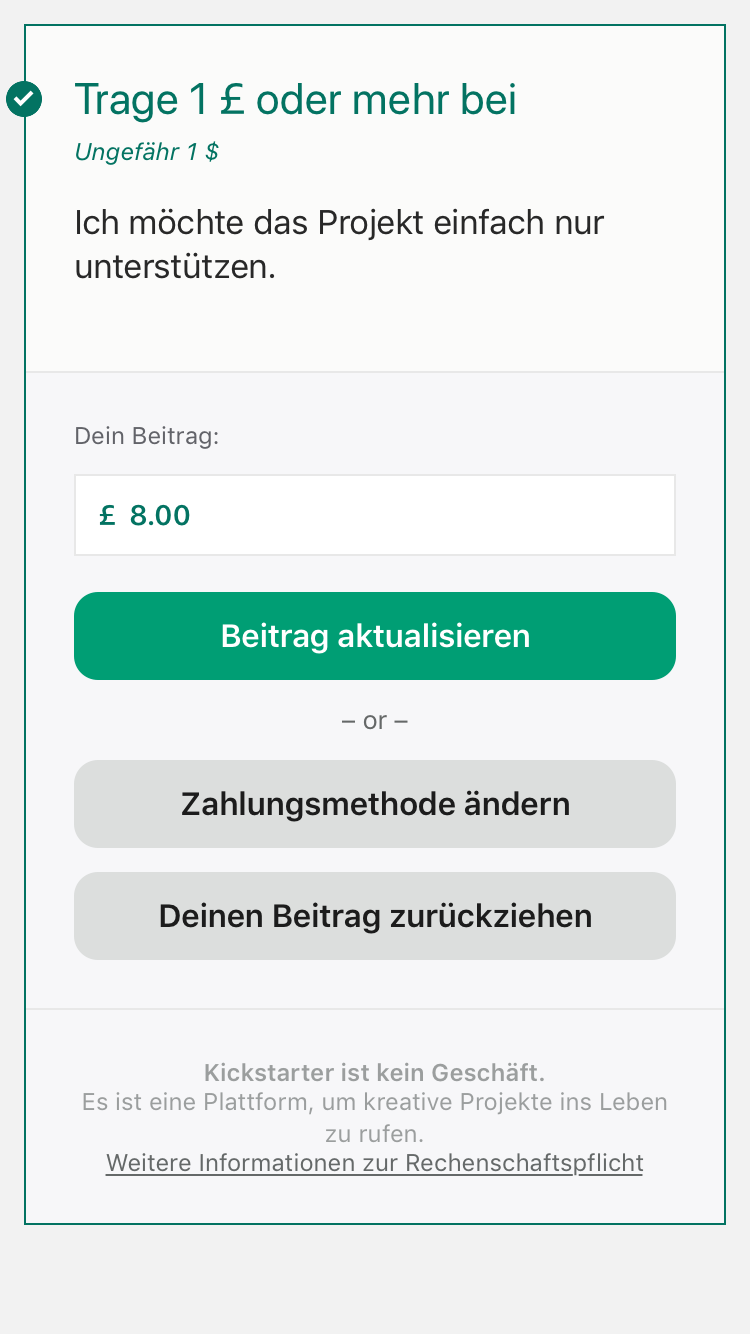 Trage 1 £ oder mehr bei
Ungefähr 1 $
Ich möchte das Projekt einfach nur
unterstützen.
Dein Beitrag:
£ 8.00
Beitrag aktualisieren
– or –
Zahlungsmethode ändern
Deinen Beitrag zurückziehen
Kickstarter ist kein Geschäft.
Es ist eine Plattform, um kreative Projekte ins Leben
zu rufen.
Weitere Informationen zur Rechenschaftspflicht